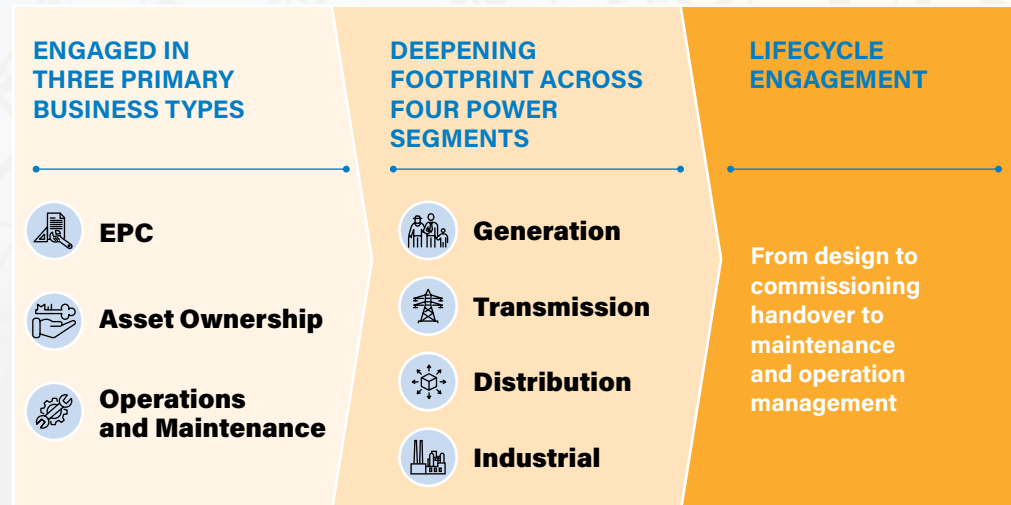 ENGAGED IN
THREE PRIMARY
BUSINESS TYPES
EPC
Asset Ownership
Operations
and Maintenance
DEEPENING
FOOTPRINT ACROSS
FOUR POWER
SEGMENTS
Generation
Transmission
Distribution
Industrial
LIFECYCLE
ENGAGEMENT
From design to
commissioning
handover to
maintenance
and operation
management